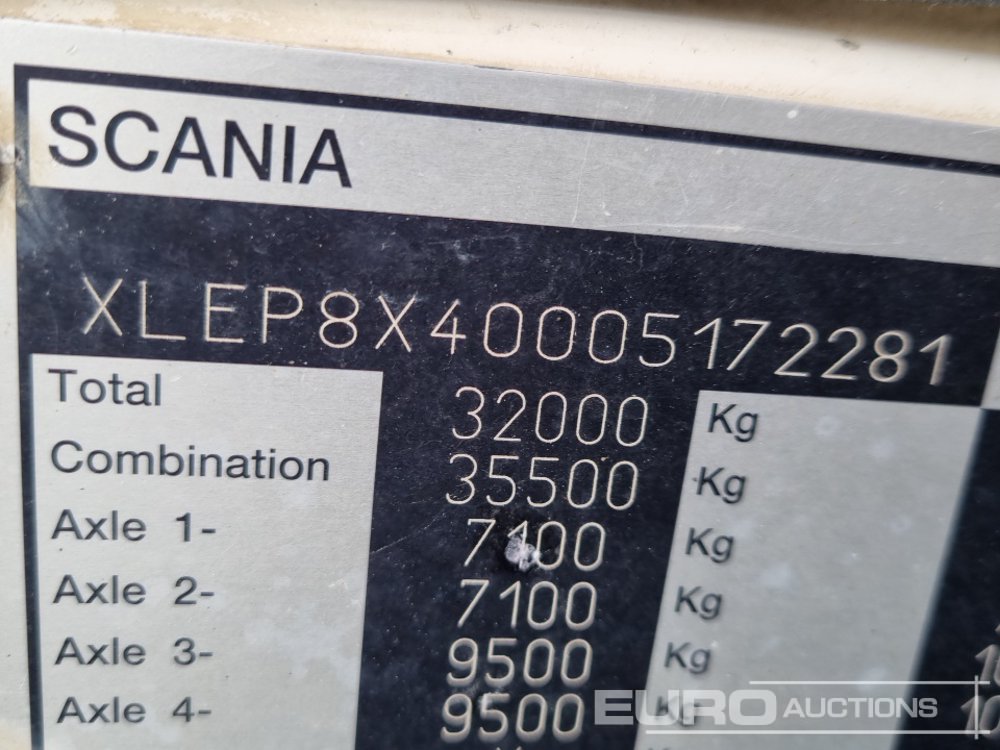 SCANIA
XLEP8X40005172281
Total 32000 Kg
Combination 35500 Kg
Axle 1- 7100 Kg
Axle 2- 7100 Kg
Axle 3- 9500 Kg
Axle 4- 9500 Kg
EURO AUCTIONS